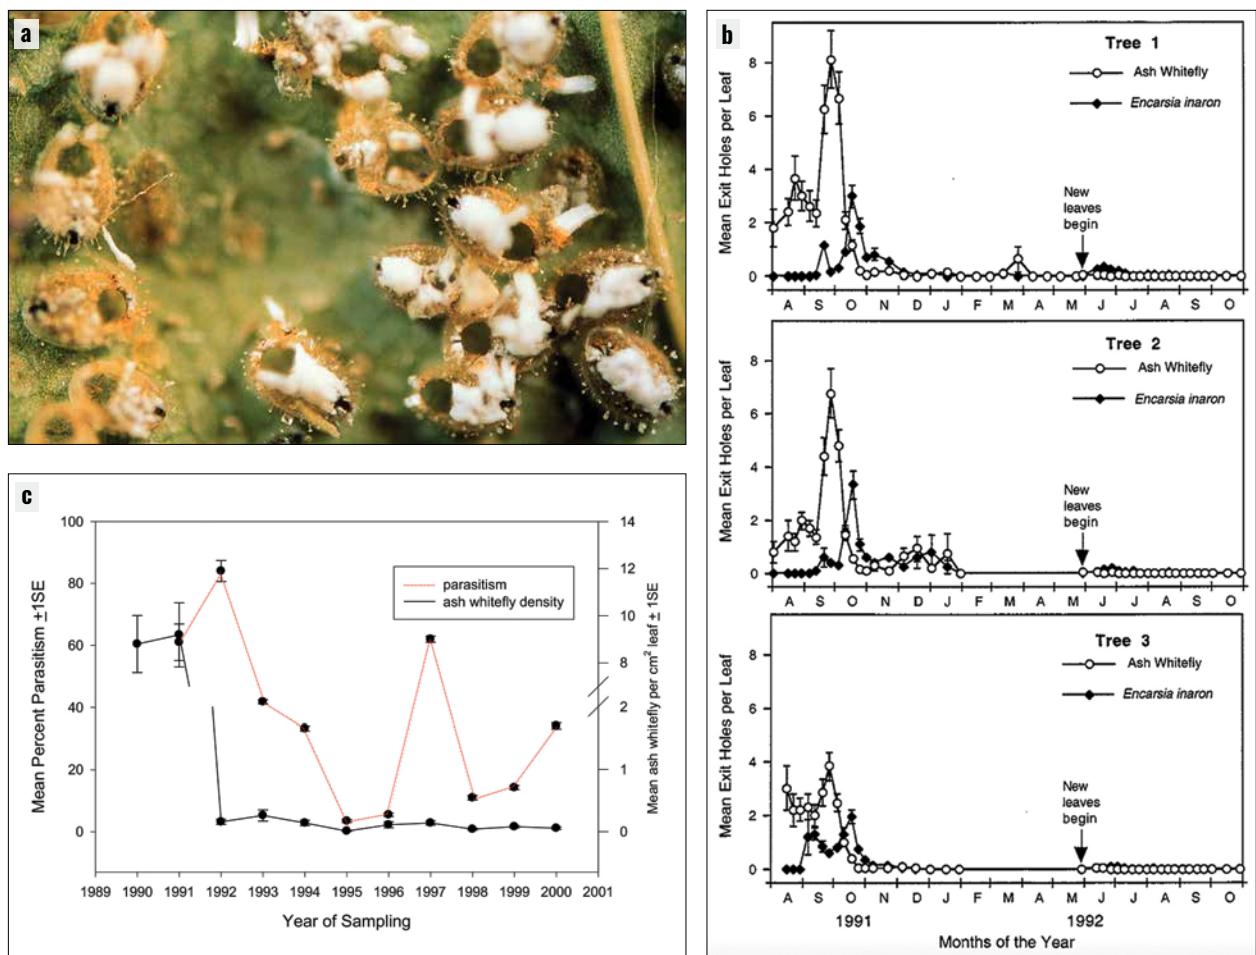 a
b
Tree 1
Ash Whitefly
Encarsia inaron
Mean Exit Holes per Leaf
8
6
4
2
0
New
leaves
begin
A S O N D J F M A M J J A S O
Tree 2
Ash Whitefly
Encarsia inaron
Mean Exit Holes per Leaf
8
6
4
2
0
New
leaves
begin
A S O N D J F M A M J J A S O
Tree 3
Ash Whitefly
Encarsia inaron
Mean Exit Holes per Leaf
8
6
4
2
0
New
leaves
begin
A S O N D J F M A M J J A S O
1991 1992
Months of the Year
c
Mean Percent Parasitism ±1SE
100
80
60
40
20
0
parasitism
ash whitefly density
14
12
10
8
2
1
0
Mean ash whitefly per cm² leaf ± 1SE
1989 1990 1991 1992 1993 1994 1995 1996 1997 1998 1999 2000 2001
Year of Sampling